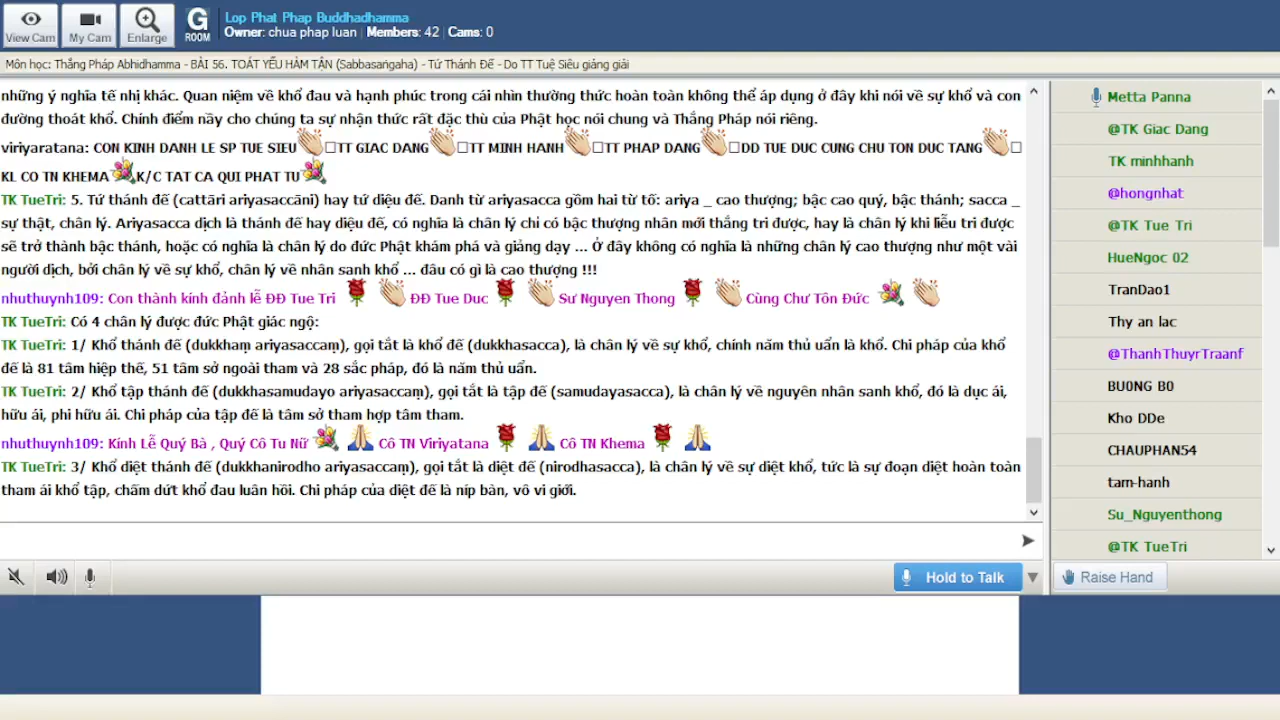 View Cam
My Cam
Enlarge
G
ROOM
Lop Phat Phap Buddhadhamma
Owner: chua phap luan | Members: 42 | Cams: 0
Môn học: Thắng Pháp Abhidhamma - BÀI 56. TOÁT YẾU HÀM TẬN (Sabbasaṅgaha) - Tứ Thánh Đế - Do TT Tuệ Siêu giảng giải
những ý nghĩa tế nhị khác. Quan niệm về khổ đau và hạnh phúc trong cái nhìn thường thức hoàn toàn không thể áp dụng ở đây khi nói về sự khổ và con
đường thoát khổ. Chính điểm nầy cho chúng ta sự nhận thức rất đặc thù của Phật học nói chung và Thắng Pháp nói riêng.
viriyaratana: CON KINH DANH LE SP TUE SIEU TT GIAC DANG TT MINH HANH TT PHAP DANG DD TUE DUC CUNG CHU TON DUC TANG
KL CO TN KHEMA K/C TAT CA QUI PHAT TU
TK TueTri: 5. Tứ thánh đế (cattāri ariyasaccāni) hay tứ diệu đế. Danh từ ariyasacca gồm hai từ tố: ariya _ cao thượng; bậc cao quý, bậc thánh; sacca _
sự thật, chân lý. Ariyasacca dịch là thánh đế hay diệu đế, có nghĩa là chân lý chỉ có bậc thượng nhân mới thắng tri được, hay là chân lý khi liễu tri được
sẽ trở thành bậc thánh, hoặc có nghĩa là chân lý do đức Phật khám phá và giảng dạy ... Ở đây không có nghĩa là những chân lý cao thượng như một vài
người dịch, bởi chân lý về sự khổ, chân lý về nhân sanh khổ ... đâu có gì là cao thượng !!!
nhuthuynh109: Con thành kính đảnh lễ ĐĐ Tue Tri ĐĐ Tue Duc Sư Nguyen Thong Cùng Chư Tôn Đức
TK TueTri: Có 4 chân lý được đức Phật giác ngộ:
TK TueTri: 1/ Khổ thánh đế (dukkhaṃ ariyasaccaṃ), gọi tắt là khổ đế (dukkhasacca), là chân lý về sự khổ, chính năm thủ uẩn là khổ. Chi pháp của khổ
đế là 81 tâm hiệp thế, 51 tâm sở ngoài tham và 28 sắc pháp, đó là năm thủ uẩn.
TK TueTri: 2/ Khổ tập thánh đế (dukkhasamudayo ariyasaccaṃ), gọi tắt là tập đế (samudayasacca), là chân lý về nguyên nhân sanh khổ, đó là dục ái,
hữu ái, phi hữu ái. Chi pháp của tập đế là tâm sở tham hợp tâm tham.
nhuthuynh109: Kính Lễ Quý Bà , Quý Cô Tu Nữ Cô TN Viriyatana Cô TN Khema
TK TueTri: 3/ Khổ diệt thánh đế (dukkhanirodho ariyasaccaṃ), gọi tắt là diệt đế (nirodhasacca), là chân lý về sự diệt khổ, tức là sự đoạn diệt hoàn toàn
tham ái khổ tập, chấm dứt khổ đau luân hồi. Chi pháp của diệt đế là níp bàn, vô vi giới.
Hold to Talk
Metta Panna
@TK Giac Dang
TK minhhanh
@hongnhat
@TK Tue Tri
HueNgoc 02
TranDao1
Thy an lac
@ThanhThuyrTraanf
BU0NG B0
Kho DDe
CHAUPHAN54
tam-hanh
Su_Nguyenthong
@TK TueTri
Raise Hand